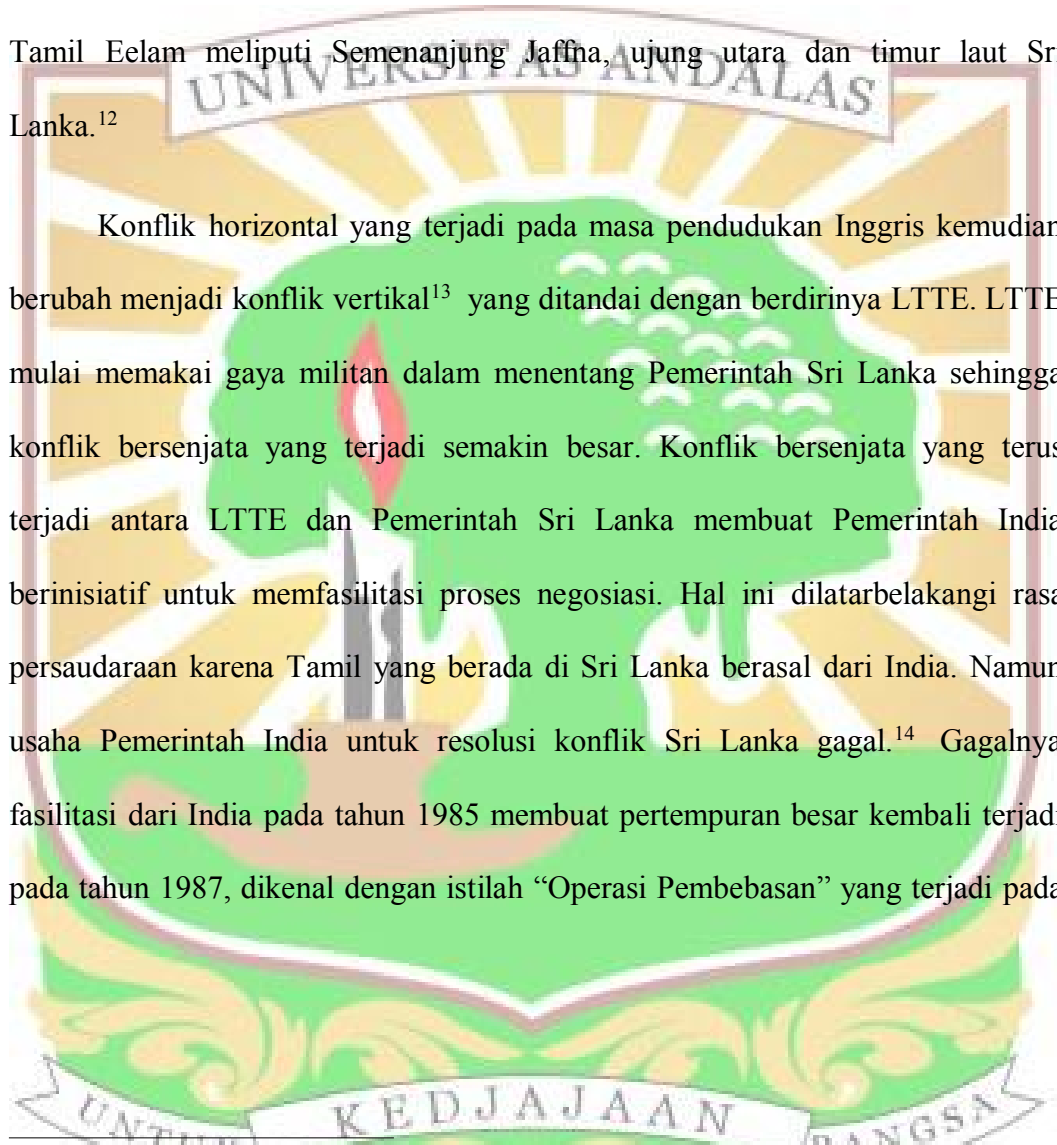 Tamil Eelam meliputi Semenanjung Jaffna, ujung utara dan timur laut Sri
UNIVERSITAS ANDALAS
Lanka.12
Konflik horizontal yang terjadi pada masa pendudukan Inggris kemudian
berubah menjadi konflik vertikal13 yang ditandai dengan berdirinya LTTE. LTTE
mulai memakai gaya militan dalam menentang Pemerintah Sri Lanka sehingga
konflik bersenjata yang terjadi semakin besar. Konflik bersenjata yang terus
terjadi antara LTTE dan Pemerintah Sri Lanka membuat Pemerintah India
berinisiatif untuk memfasilitasi proses negosiasi. Hal ini dilatarbelakangi rasa
persaudaraan karena Tamil yang berada di Sri Lanka berasal dari India. Namun
usaha Pemerintah India untuk resolusi konflik Sri Lanka gagal.14 Gagalnya
fasilitasi dari India pada tahun 1985 membuat pertempuran besar kembali terjadi
pada tahun 1987, dikenal dengan istilah “Operasi Pembebasan” yang terjadi pada
UNTUK KEDJAJAAN BANGSA